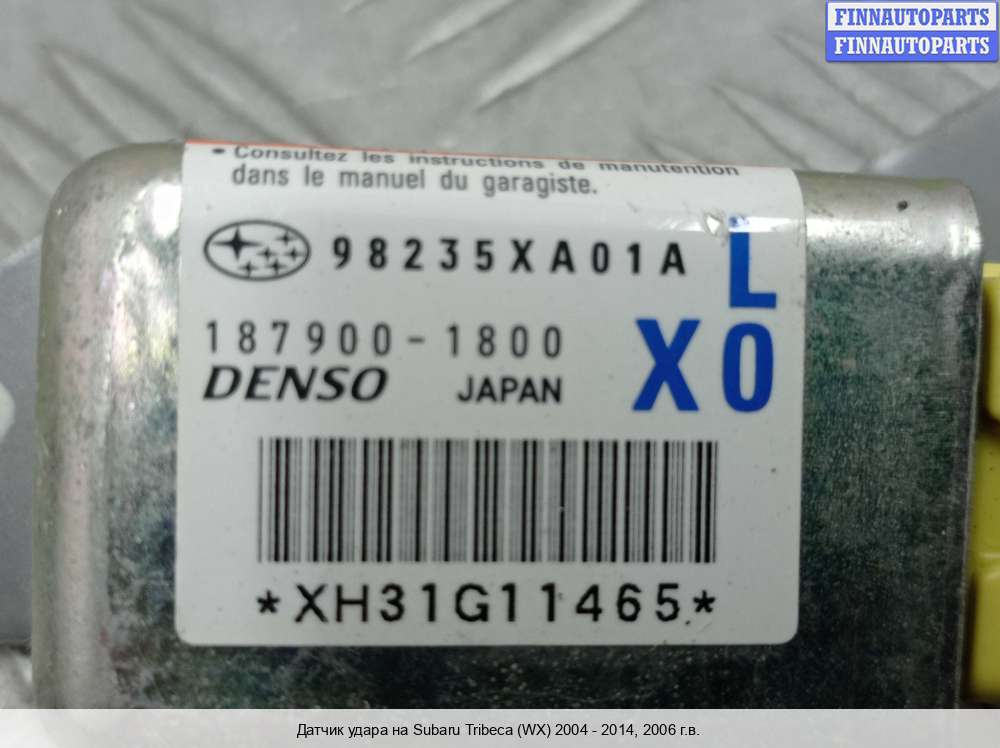 FINNAUTOPARTS
FINNAUTOPARTS
• Consultez les instructions de manutention
dans le manuel du garagiste.
98235XA01A
L
187900-1800
X0
DENSO JAPAN
*XH31G11465*
Датчик удара на Subaru Tribeca (WX) 2004 - 2014, 2006 г.в.